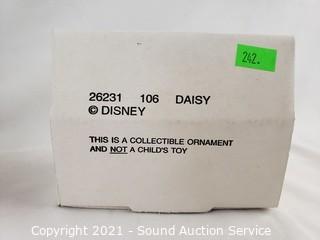 242.
26231 106 DAISY
© DISNEY
THIS IS A COLLECTIBLE ORNAMENT
AND NOT A CHILD'S TOY
Copyright 2021 - Sound Auction Service